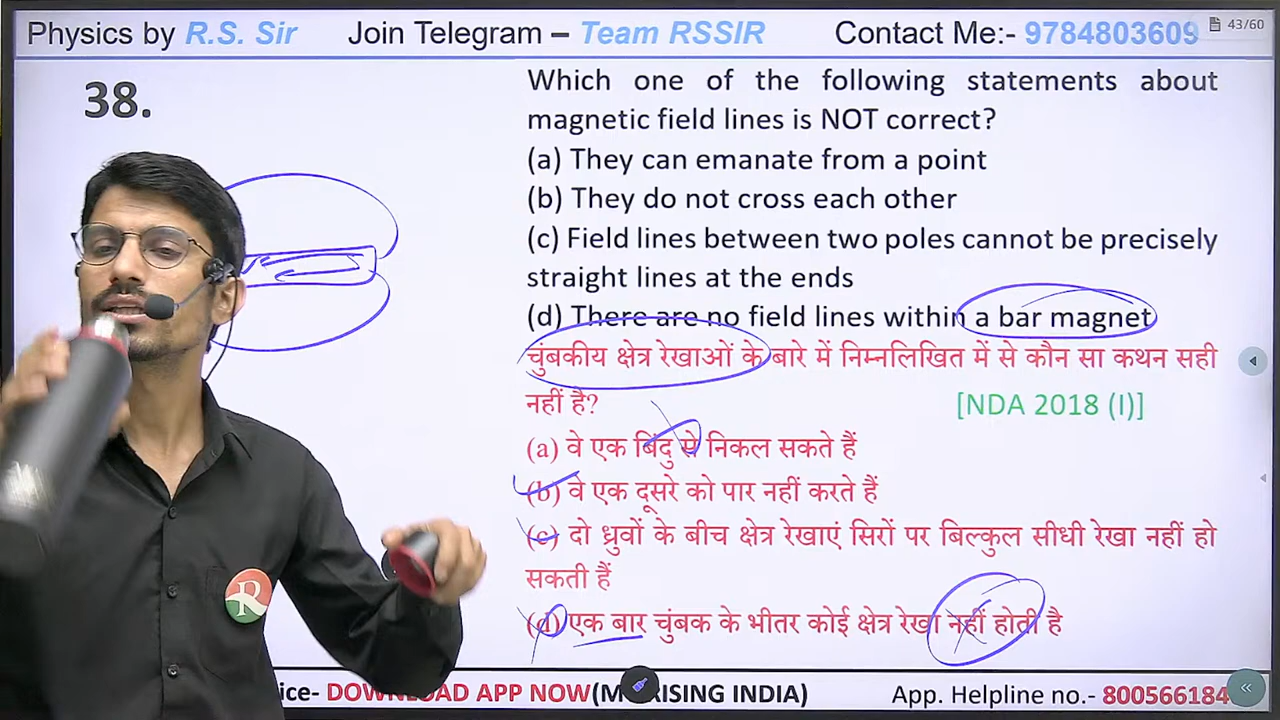 Physics by R.S. Sir Join Telegram – Team RSSIR Contact Me:- 9784803609
43/60
38.
Which one of the following statements about
magnetic field lines is NOT correct?
(a) They can emanate from a point
(b) They do not cross each other
(c) Field lines between two poles cannot be precisely
straight lines at the ends
(d) There are no field lines within a bar magnet
चुंबकीय क्षेत्र रेखाओं के बारे में निम्नलिखित में से कौन सा कथन सही
नहीं है? [NDA 2018 (I)]
(a) वे एक बिंदु से निकल सकते हैं
(b) वे एक दूसरे को पार नहीं करते हैं
(c) दो ध्रुवों के बीच क्षेत्र रेखाएं सिरों पर बिल्कुल सीधी रेखा नहीं हो
सकती हैं
(d) एक बार चुंबक के भीतर कोई क्षेत्र रेखा नहीं होती है
R
DOWNLOAD APP NOW RISING INDIA) App. Helpline no.- 800566184